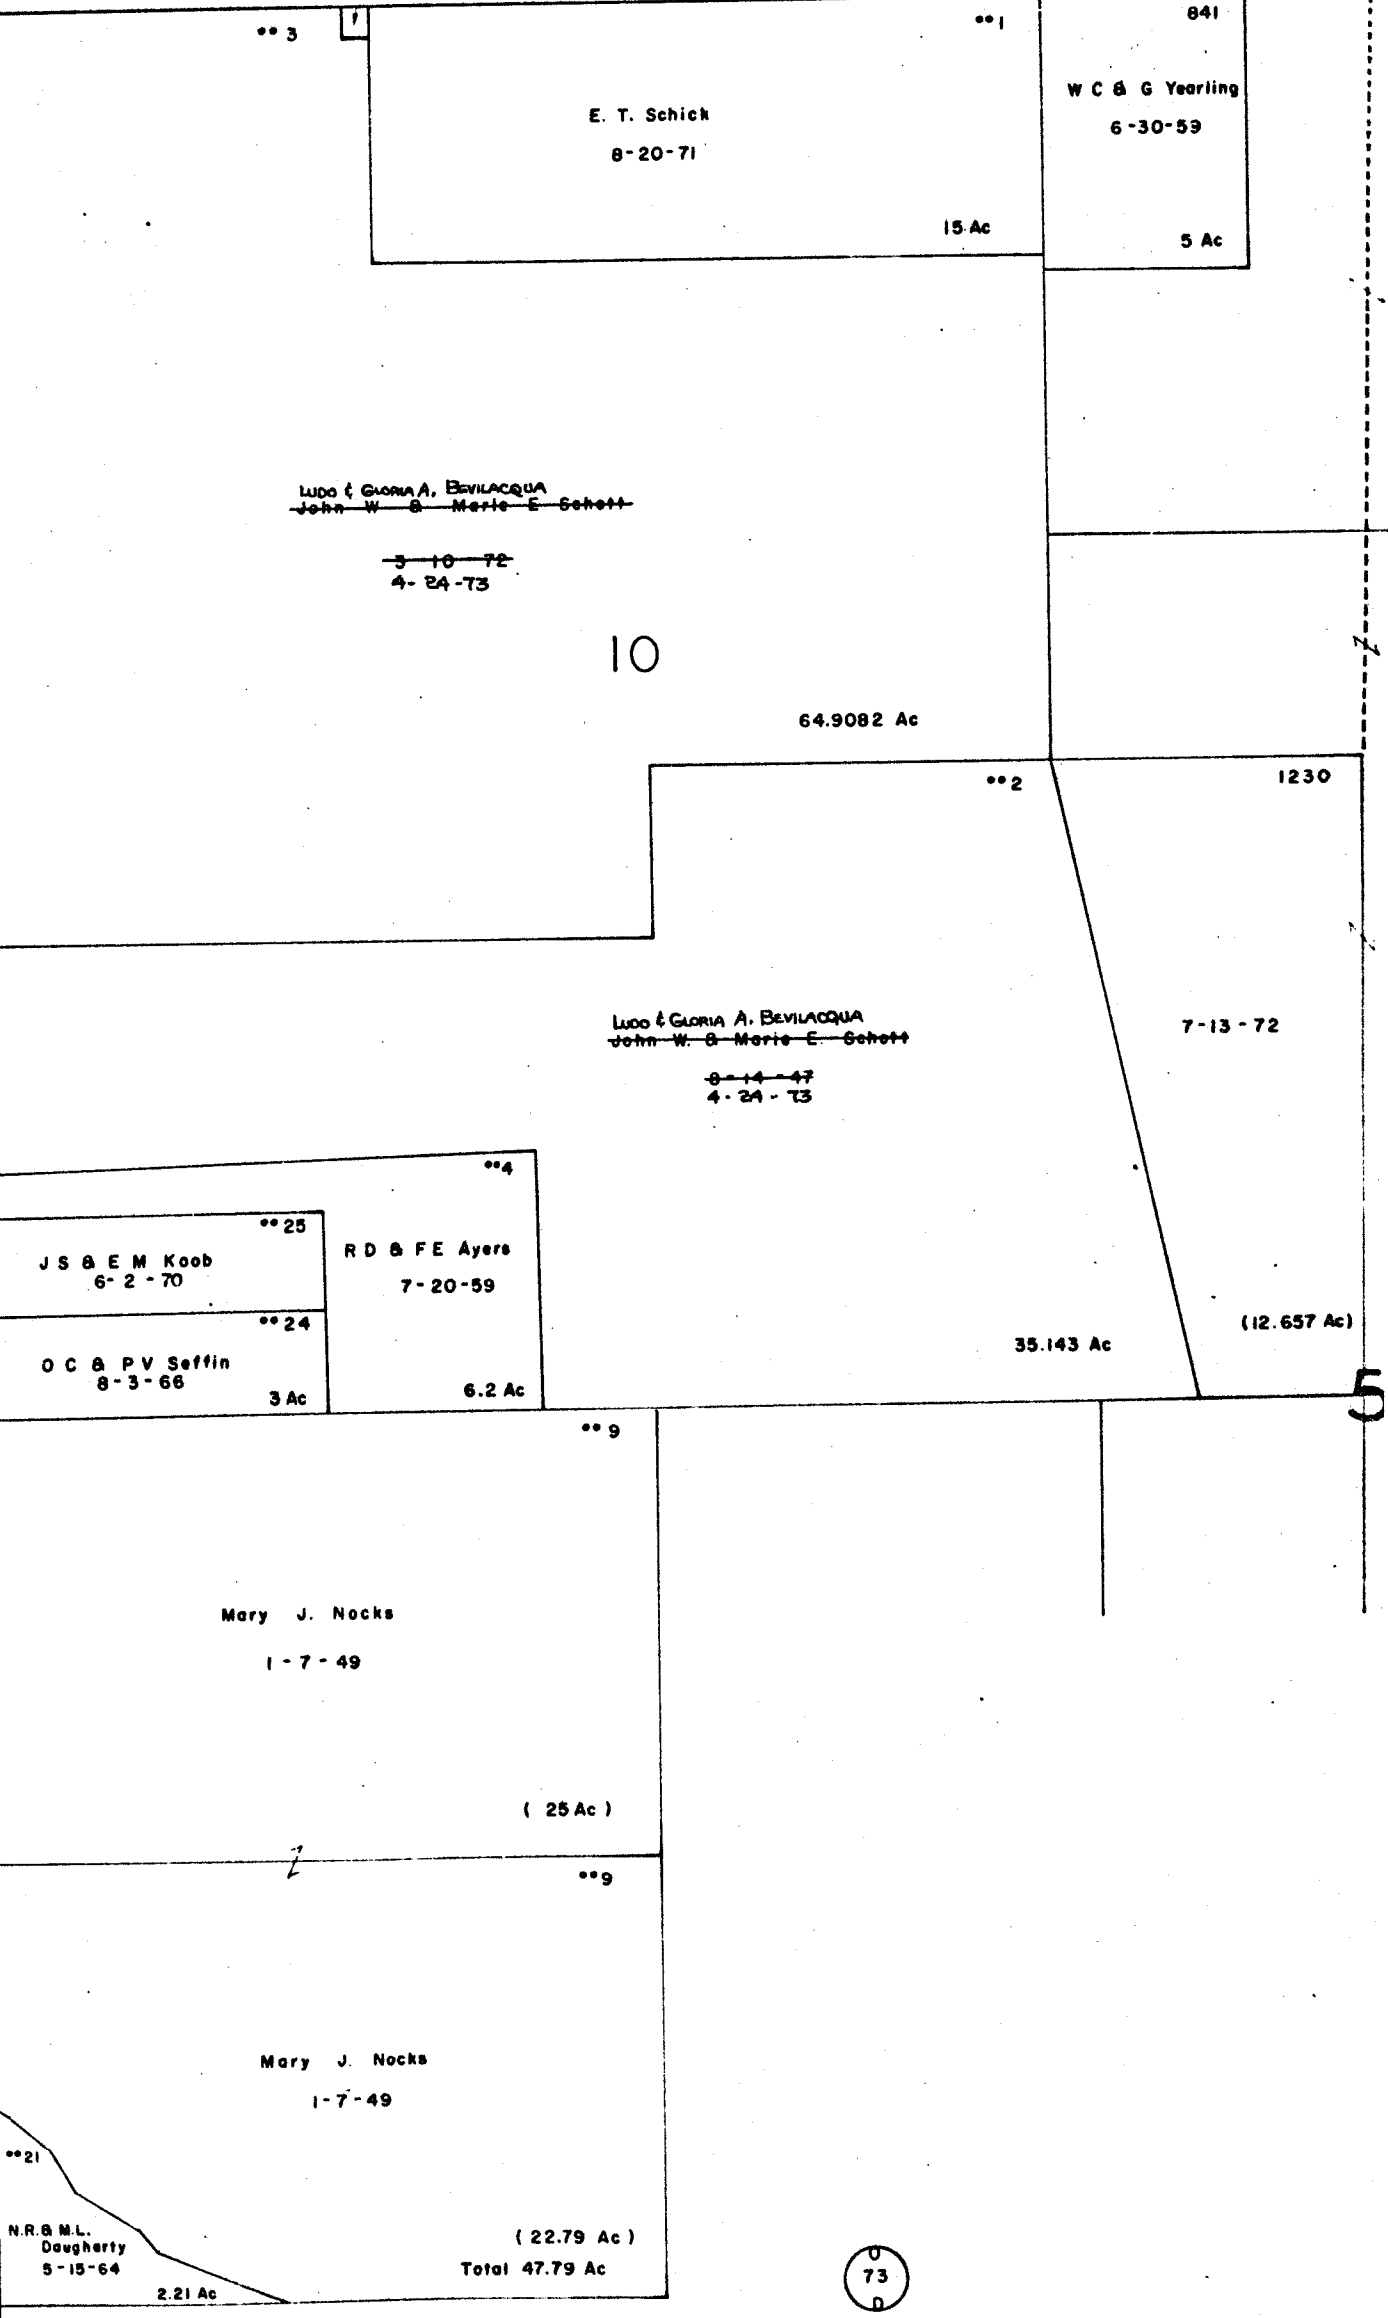 ••3
••1
841
E. T. Schick
8-20-71
15 Ac
W C & G Yearling
6-30-59
5 Ac
LUDO & GLORIA A. BEVILACQUA
John W & Marie E Schott
3 10 72
4-24-73
10
64.9082 Ac
••2
1230
LUDO & GLORIA A. BEVILACQUA
John W. & Marie E. Schott
8-14-47
4-24-73
7-13-72
••4
••25
J S & E M Koob
6-2-70
R D & F E Ayers
7-20-59
••24
O C & P V Seffin
8-3-66
3 Ac
6.2 Ac
35.143 Ac
(12.657 Ac)
5
••9
Mary J. Nocks
1-7-49
( 25 Ac )
••9
Mary J. Nocks
1-7-49
••21
N.R. & M.L.
Daugherty
5-15-64
2.21 Ac
( 22.79 Ac )
Total 47.79 Ac
73
D